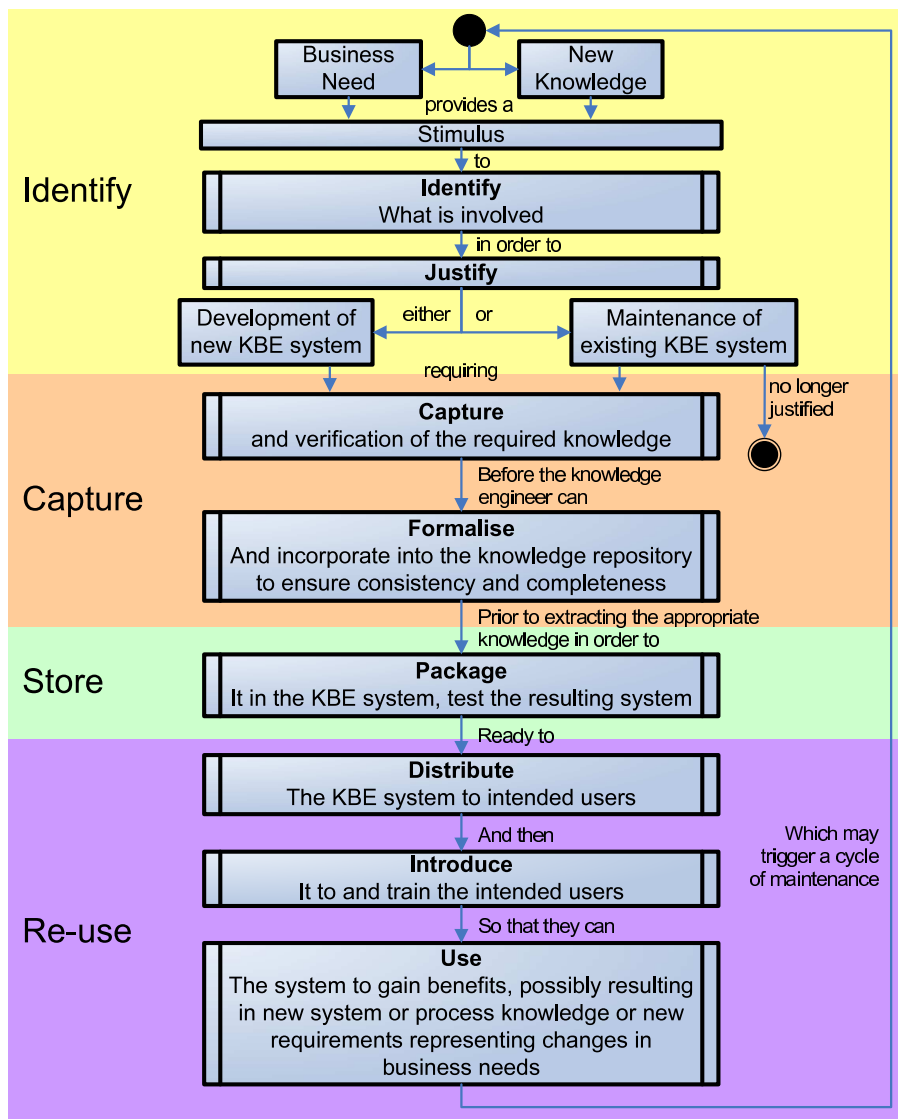 Business
Need
New
Knowledge
provides a
Stimulus
to
Identify
Identify
What is involved
in order to
Justify
either
or
Development of
new KBE system
Maintenance of
existing KBE system
requiring
no longer
justified
Capture
and verification of the required knowledge
Capture
Before the knowledge
engineer can
Formalise
And incorporate into the knowledge repository
to ensure consistency and completeness
Prior to extracting the appropriate
knowledge in order to
Store
Package
It in the KBE system, test the resulting system
Ready to
Distribute
The KBE system to intended users
And then
Which may
trigger a cycle
of maintenance
Introduce
It to and train the intended users
So that they can
Re-use
Use
The system to gain benefits, possibly resulting
in new system or process knowledge or new
requirements representing changes in
business needs